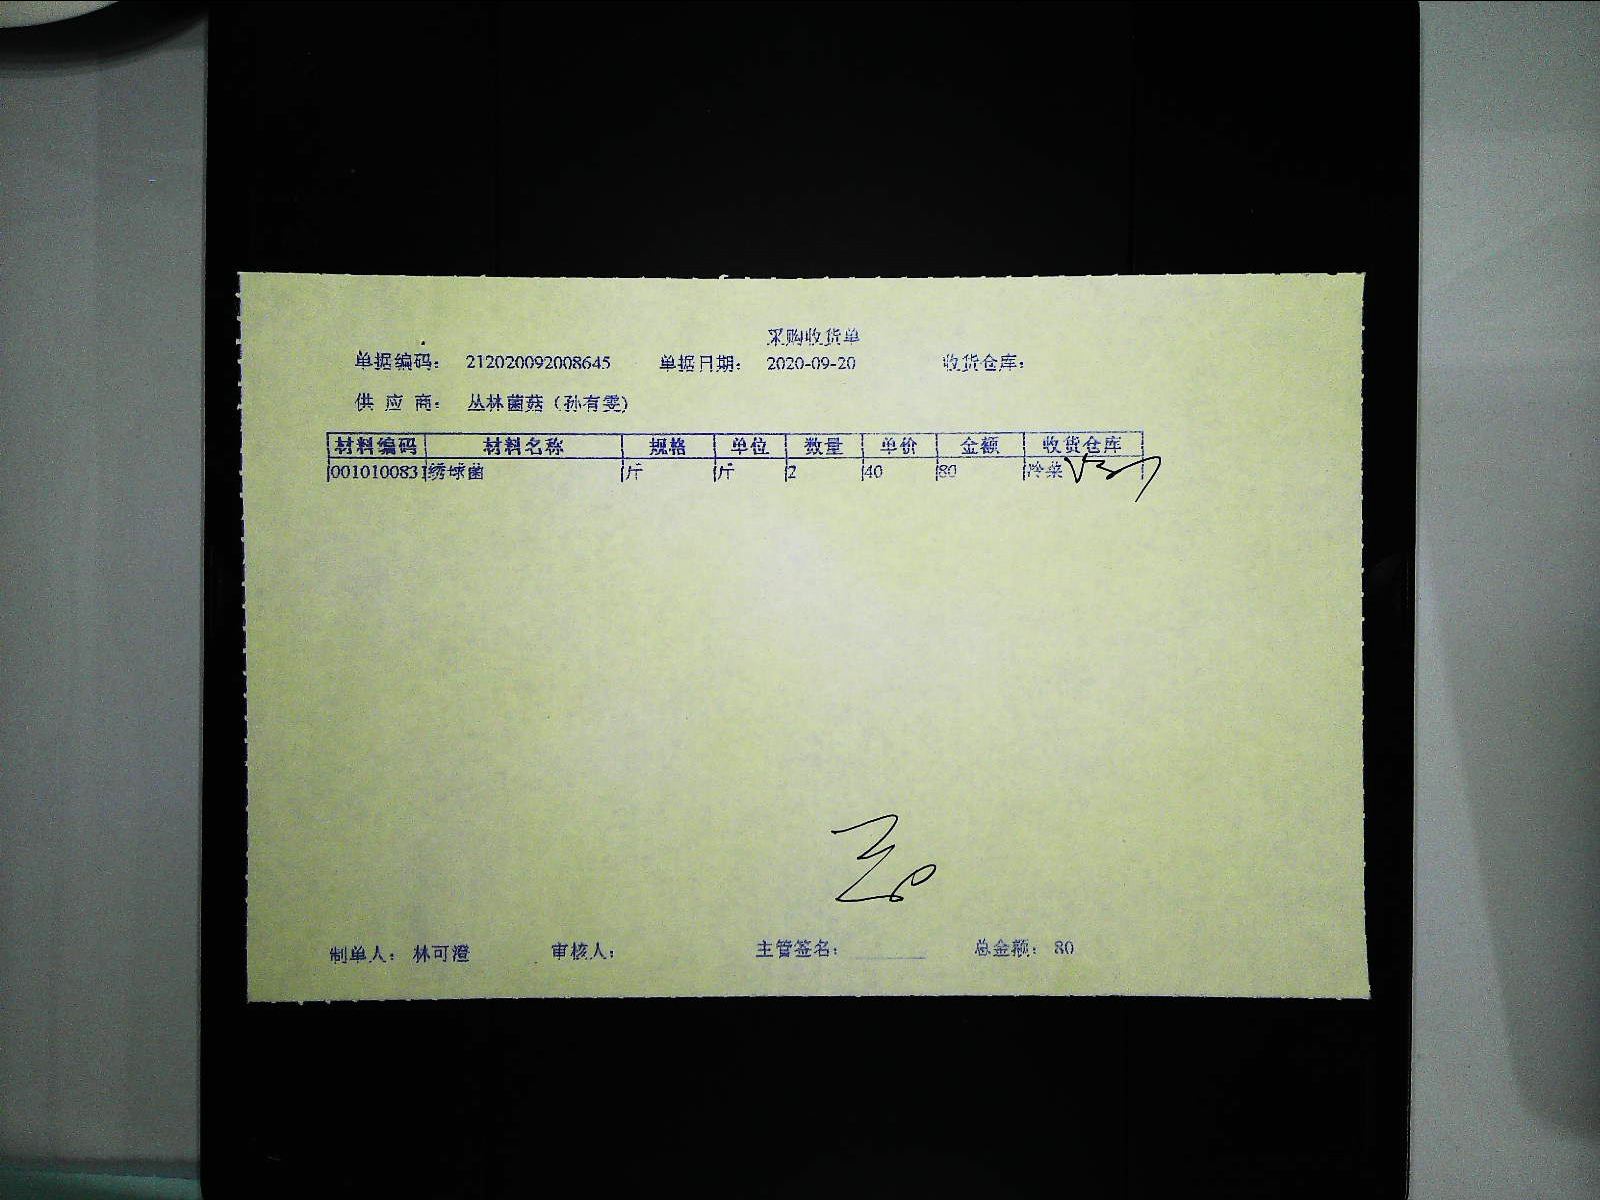 采购收货单
单据编码： 212020092008645 单据日期： 2020-09-20 收货仓库：
供 应 商： 丛林菌菇（孙有雯）
材料编码 材料名称 规格 单位 数量 单价 金额 收货仓库
0010100831 绣球菌 斤 斤 2 40 80 冷菜
制单人： 林可澄 审核人： 主管签名： 总金额： 80